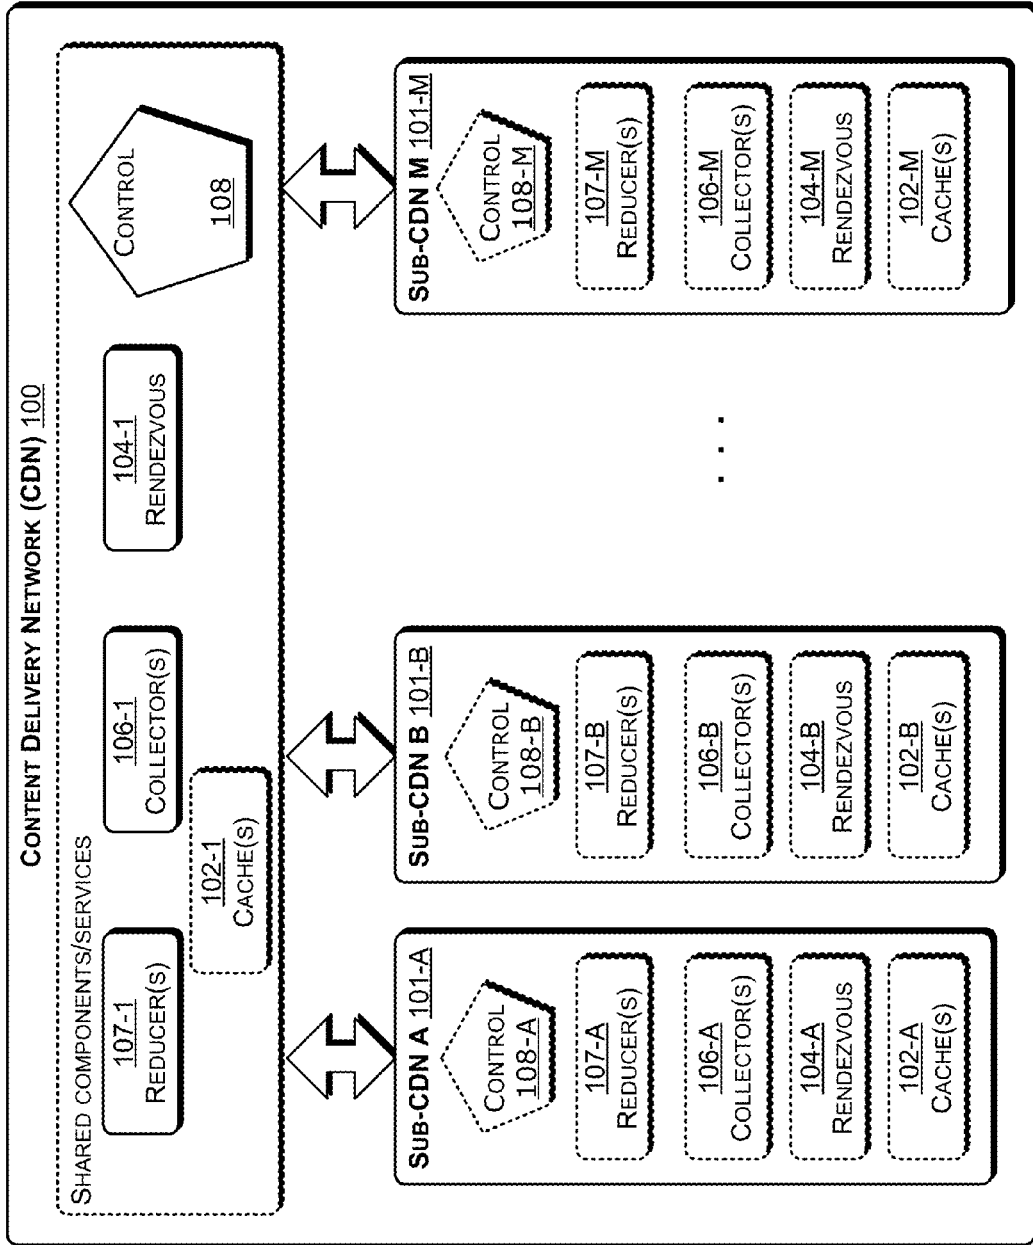 CONTENT DELIVERY NETWORK (CDN) 100
SHARED COMPONENTS/SERVICES
107-1
REDUCER(S)
106-1
COLLECTOR(S)
104-1
RENDEZVOUS
CONTROL
108
102-1
CACHE(S)
SUB-CDN A 101-A
CONTROL
108-A
107-A
REDUCER(S)
106-A
COLLECTOR(S)
104-A
RENDEZVOUS
102-A
CACHE(S)
SUB-CDN B 101-B
CONTROL
108-B
107-B
REDUCER(S)
106-B
COLLECTOR(S)
104-B
RENDEZVOUS
102-B
CACHE(S)
. . .
SUB-CDN M 101-M
CONTROL
108-M
107-M
REDUCER(S)
106-M
COLLECTOR(S)
104-M
RENDEZVOUS
102-M
CACHE(S)